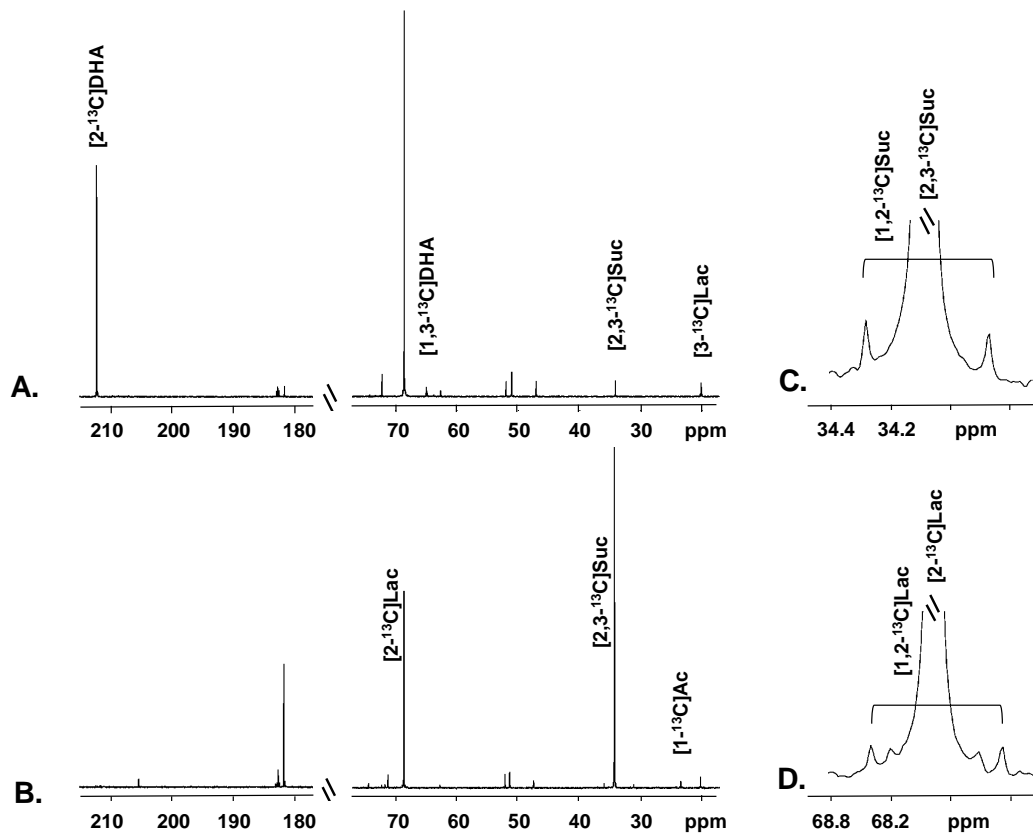 [2-¹³C]DHA
[1,3-¹³C]DHA
[2,3-¹³C]Suc
[3-¹³C]Lac
A.
210 200 190 180 70 60 50 40 30 ppm
[1,2-¹³C]Suc
[2,3-¹³C]Suc
C.
34.4 34.2 ppm
[2-¹³C]Lac
[2,3-¹³C]Suc
[1-¹³C]Ac
B.
210 200 190 180 70 60 50 40 30 ppm
[1,2-¹³C]Lac
[2-¹³C]Lac
D.
68.8 68.2 ppm